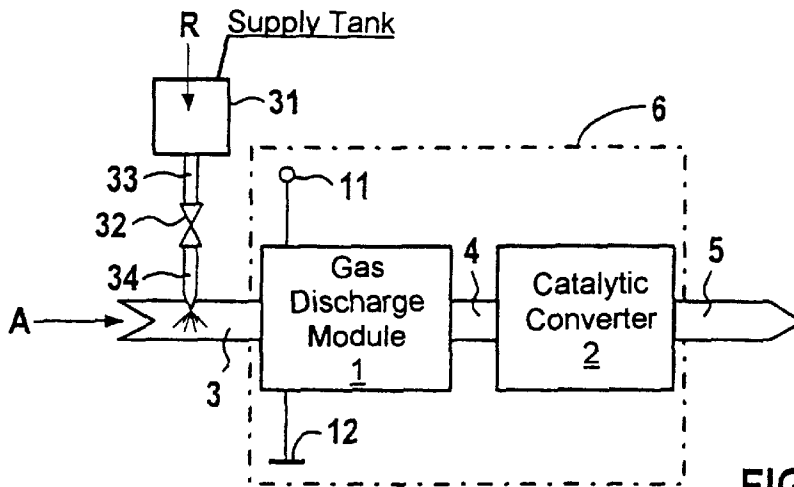 R
Supply Tank
31
6
33
11
32
4
5
34
Gas
Discharge
Module
1
Catalytic
Converter
2
A
3
12
FIG